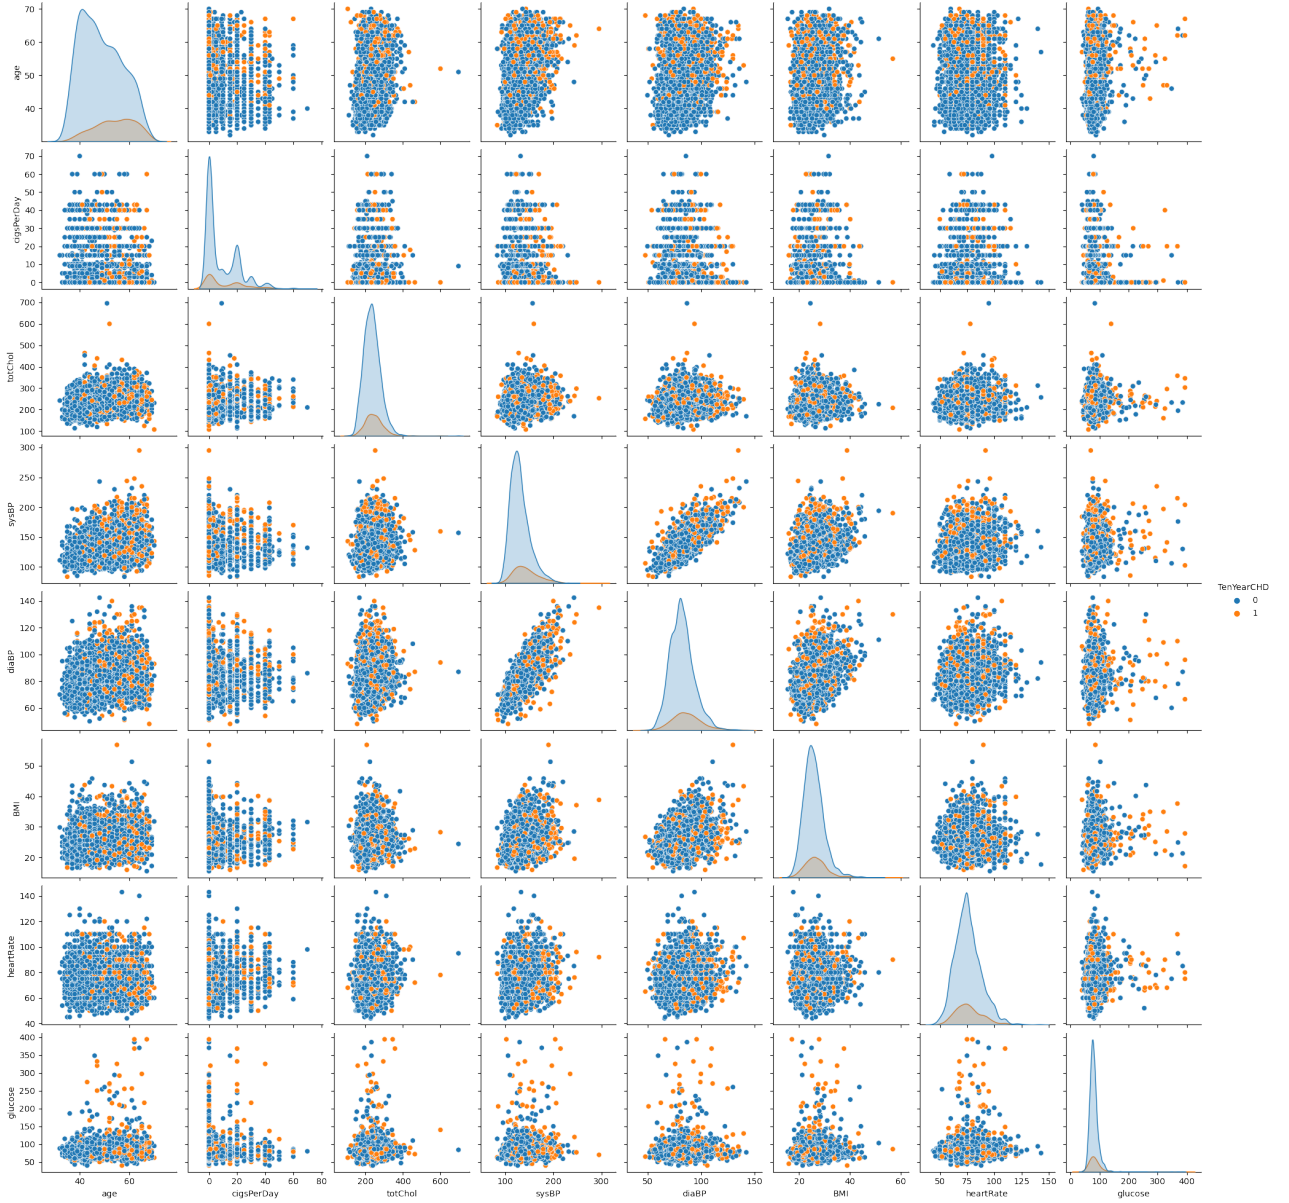 70
60
50
40
age
70
60
50
40
30
20
10
0
cigsPerDay
700
600
500
400
300
200
100
totChol
300
250
200
150
100
sysBP
TenYearCHD
0
1
140
120
100
80
60
diaBP
50
40
30
20
BMI
140
120
100
80
60
40
heartRate
400
350
300
250
200
150
100
50
glucose
40 60
0 20 40 60 80
200 400 600
100 200 300
50 100 150
20 40 60
50 75 100 125 150
0 100 200 300 400
age cigsPerDay totChol sysBP diaBP BMI heartRate glucose